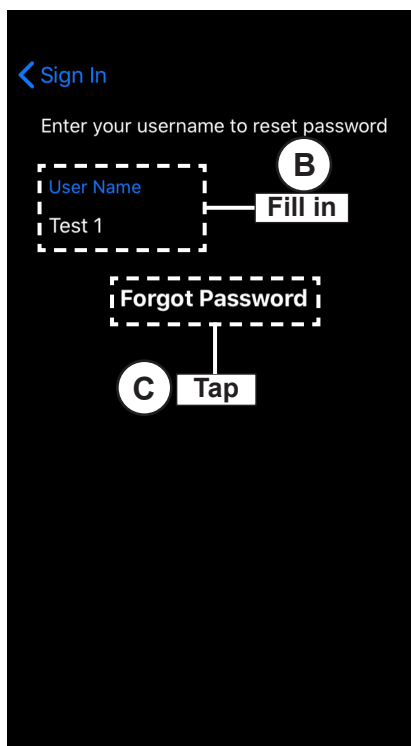 Sign In
Enter your username to reset password
B
User Name
Fill in
Test 1
Forgot Password
C
Tap